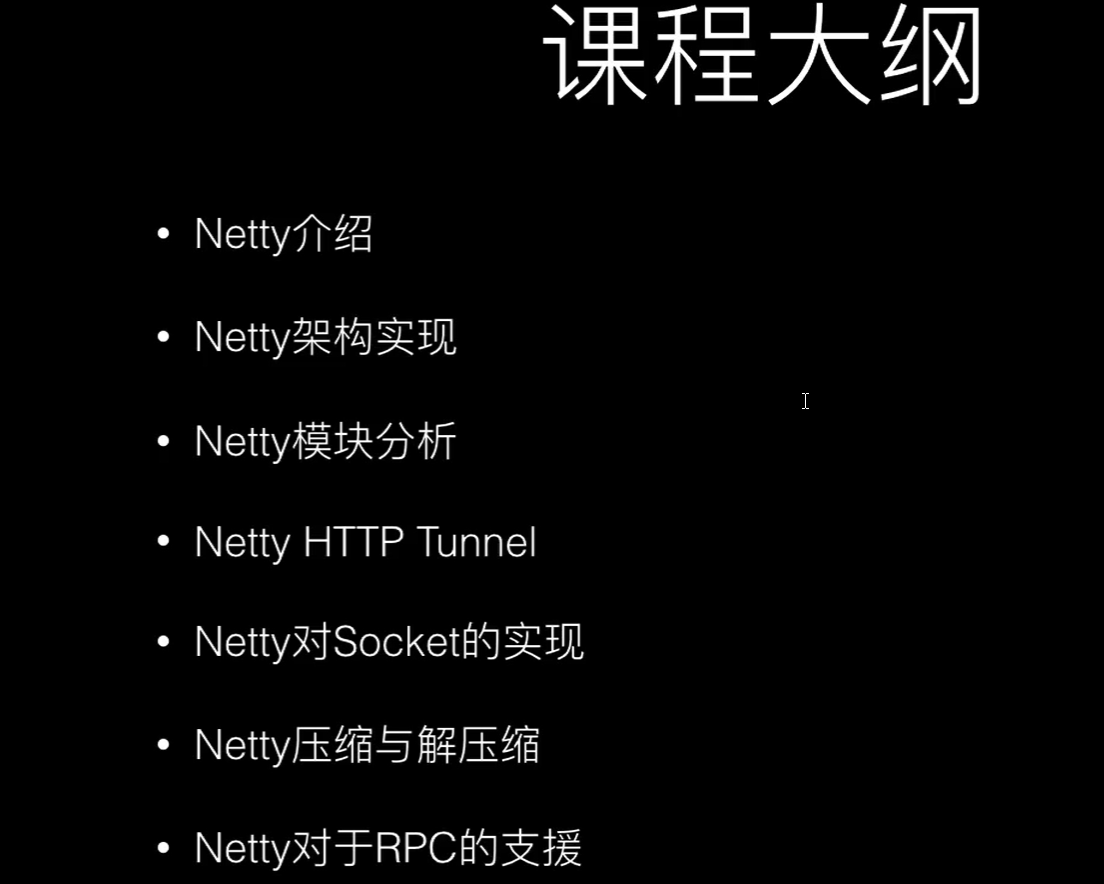 课程大纲
• Netty介绍
• Netty架构实现
• Netty模块分析
• Netty HTTP Tunnel
• Netty对Socket的实现
• Netty压缩与解压缩
• Netty对于RPC的支援